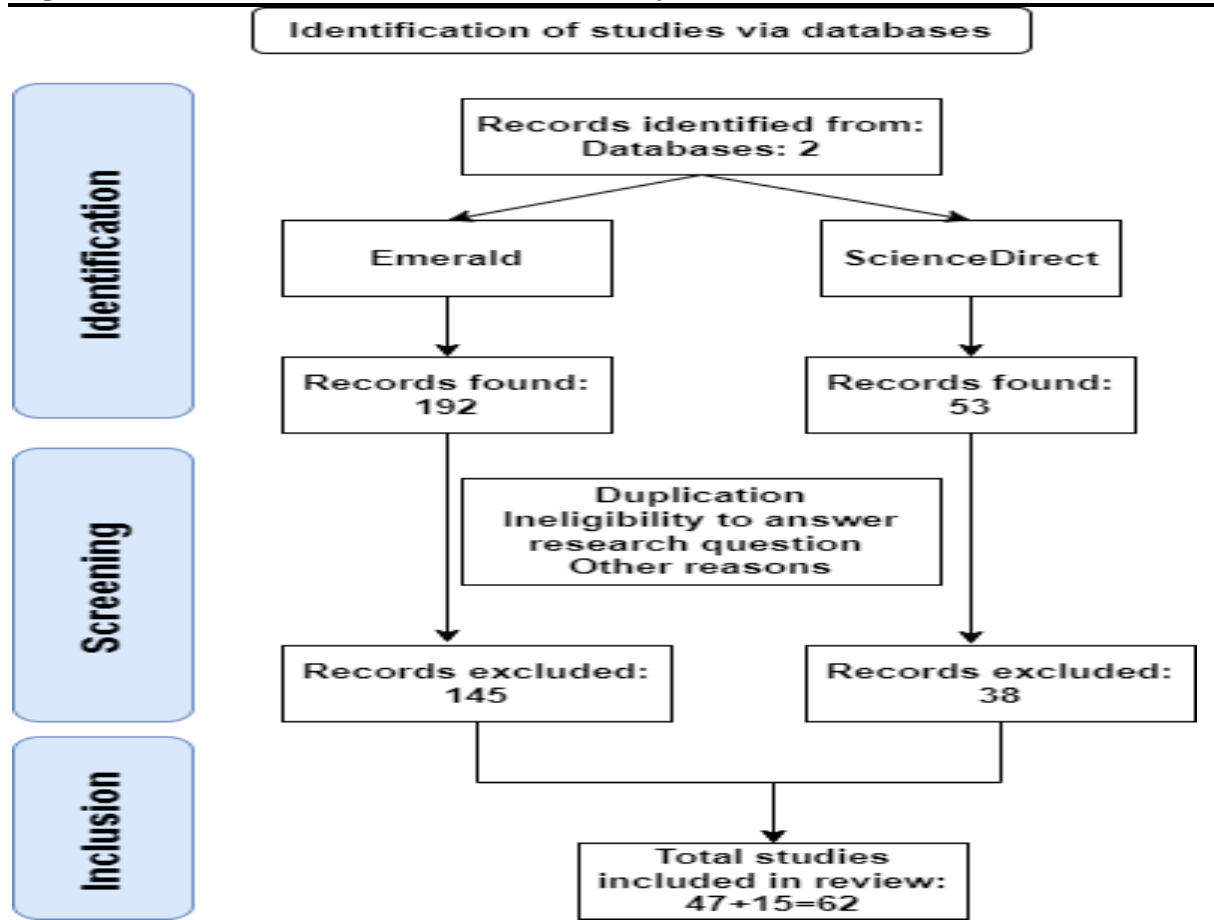 Identification of studies via databases
Identification
Records identified from:
Databases: 2
Emerald
ScienceDirect
Records found:
192
Records found:
53
Screening
Duplication
Ineligibility to answer
research question
Other reasons
Records excluded:
145
Records excluded:
38
Inclusion
Total studies
included in review:
47+15=62